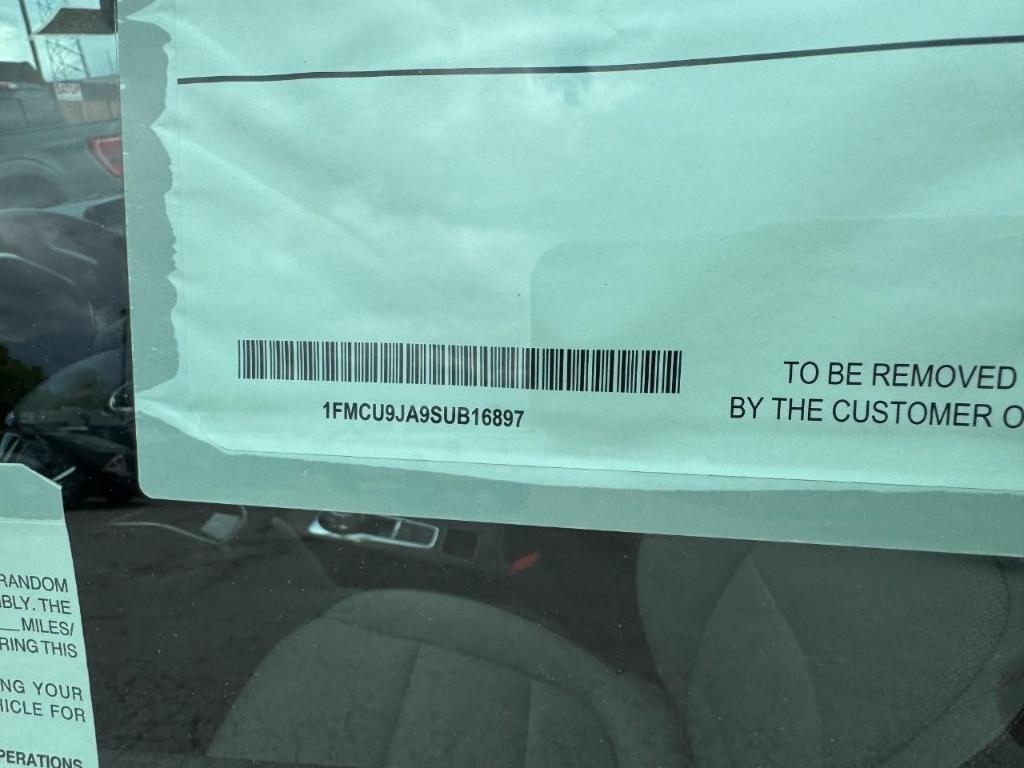 1FMCU9JA9SUB16897
TO BE REMOVED
BY THE CUSTOMER O
RANDOM
BLY. THE
MILES/
RING THIS
NG YOUR
HICLE FOR
PERATIONS